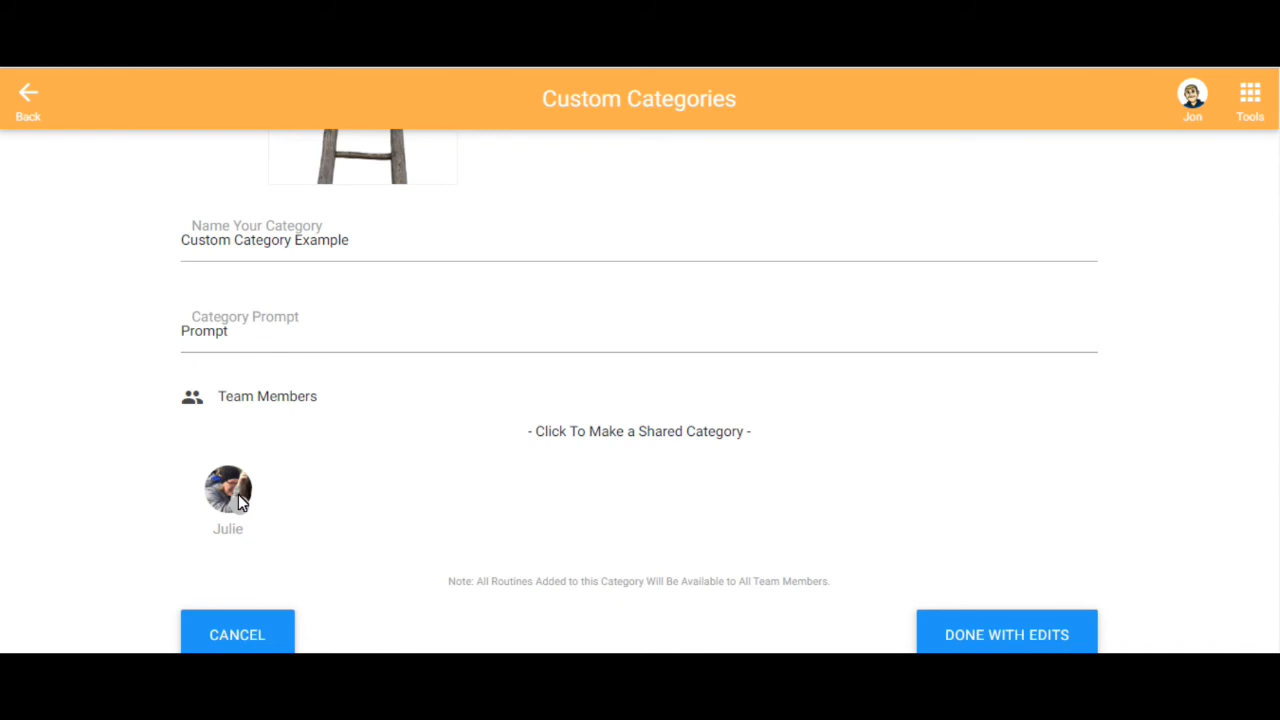 Back
Custom Categories
Jon
Tools
Name Your Category
Custom Category Example
Category Prompt
Prompt
Team Members
- Click To Make a Shared Category -
Julie
Note: All Routines Added to this Category Will Be Available to All Team Members.
CANCEL
DONE WITH EDITS